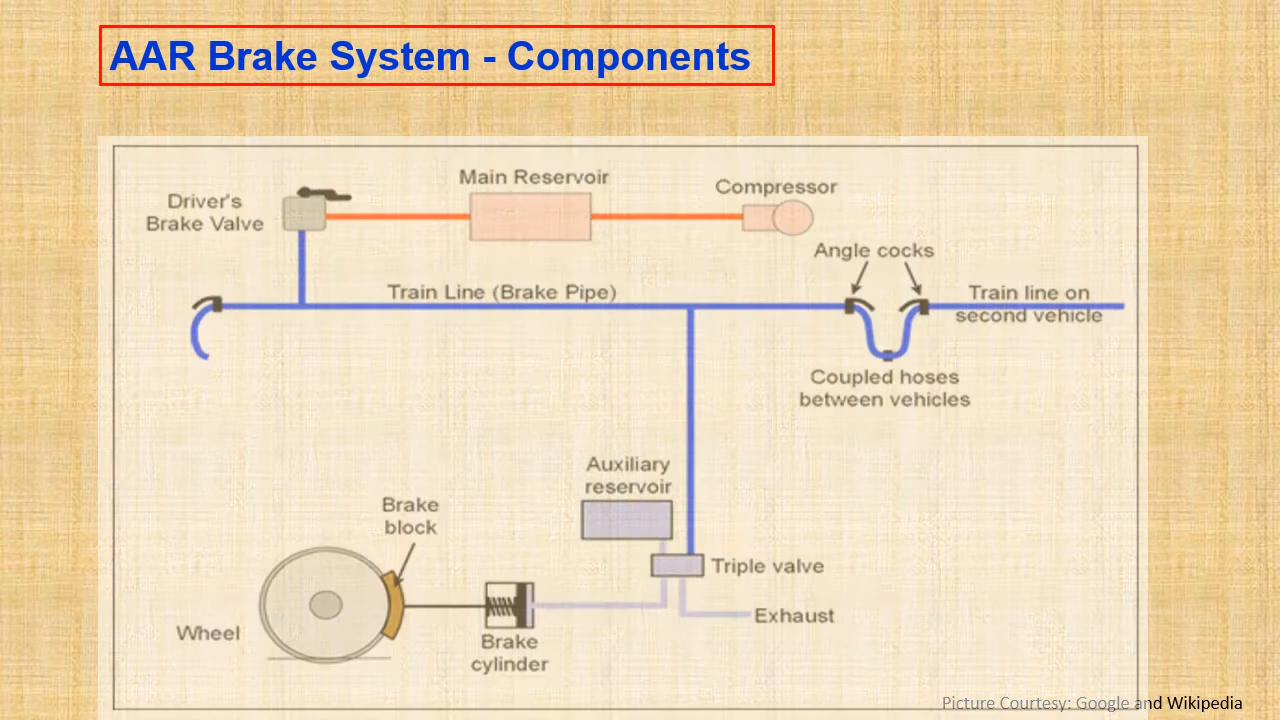 AAR Brake System - Components
Main Reservoir
Compressor
Driver's
Brake Valve
Angle cocks
Train Line (Brake Pipe)
Train line on
second vehicle
Coupled hoses
between vehicles
Auxiliary
reservoir
Brake
block
Triple valve
Exhaust
Wheel
Brake
cylinder
Picture Courtesy: Google and Wikipedia